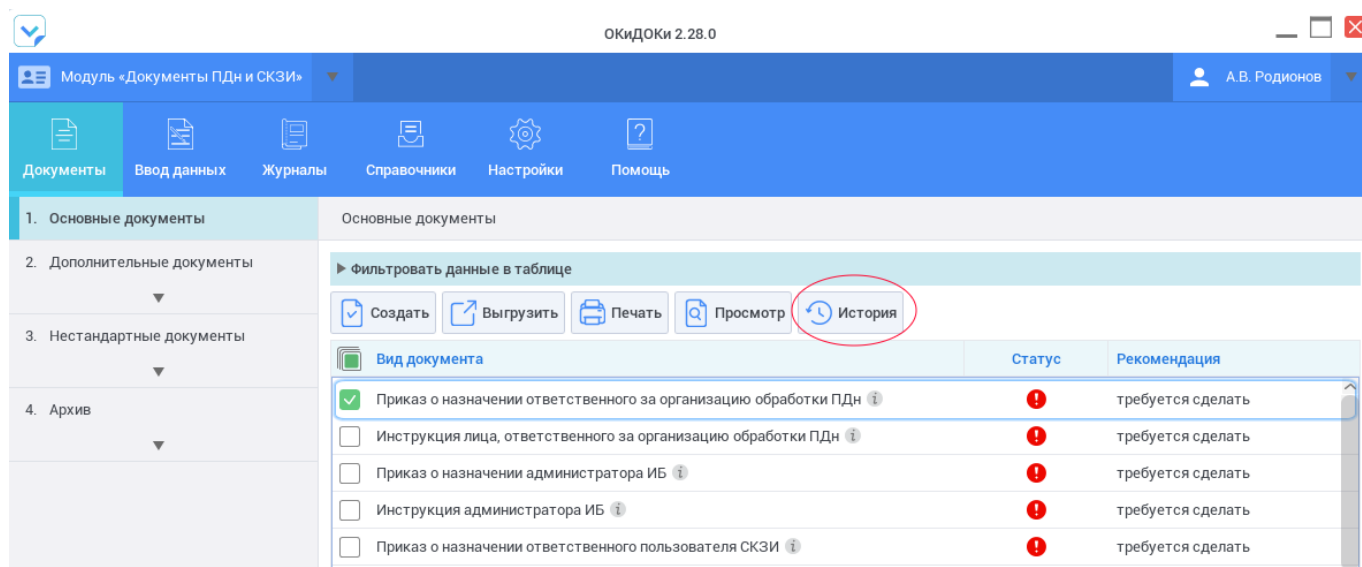 ОКиДОКи 2.28.0
Модуль «Документы ПДн и СКЗИ»
А.В. Родионов
Документы
Ввод данных
Журналы
Справочники
Настройки
Помощь
1. Основные документы
Основные документы
2. Дополнительные документы
Фильтровать данные в таблице
Создать
Выгрузить
Печать
Просмотр
История
3. Нестандартные документы
Вид документа
Статус
Рекомендация
4. Архив
Приказ о назначении ответственного за организацию обработки ПДн
требуется сделать
Инструкция лица, ответственного за организацию обработки ПДн
требуется сделать
Приказ о назначении администратора ИБ
требуется сделать
Инструкция администратора ИБ
требуется сделать
Приказ о назначении ответственного пользователя СКЗИ
требуется сделать